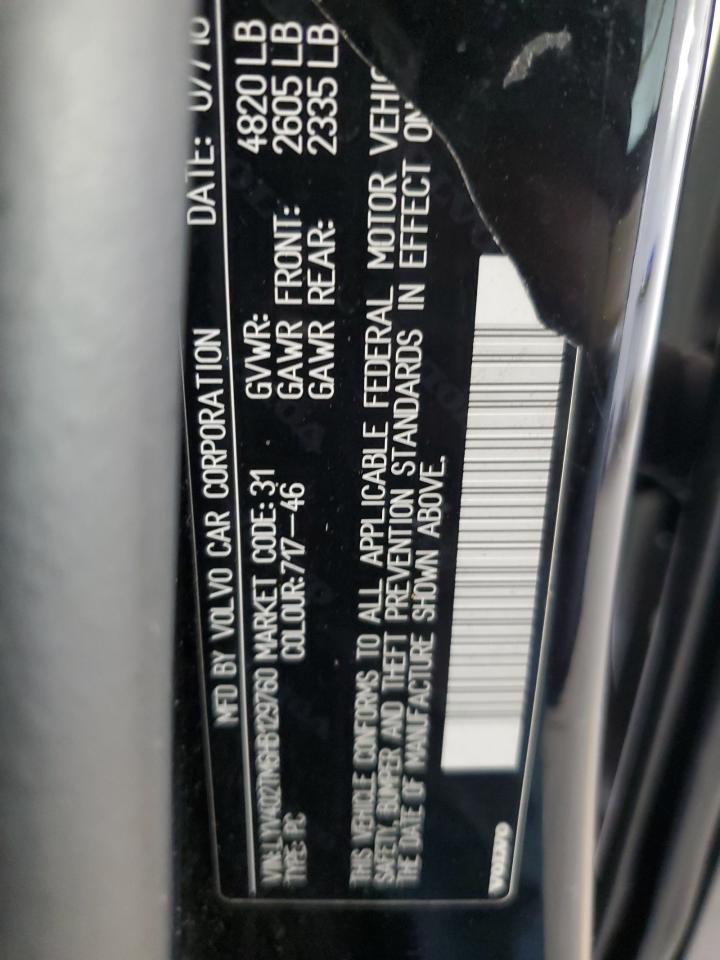 MFD BY VOLVO CAR CORPORATION DATE:
VIN:LYV402TM6HB129760 MARKET CODE: 31 GVWR: 4820 LB
TYPE: PC COLOUR: 717-46 GAWR FRONT: 2605 LB
GAWR REAR: 2335 LB
THIS VEHICLE CONFORMS TO ALL APPLICABLE FEDERAL MOTOR
SAFETY, BUMPER AND THEFT PREVENTION STANDARDS IN EFFECT ON
THE DATE OF MANUFACTURE SHOWN ABOVE.
VOLVO